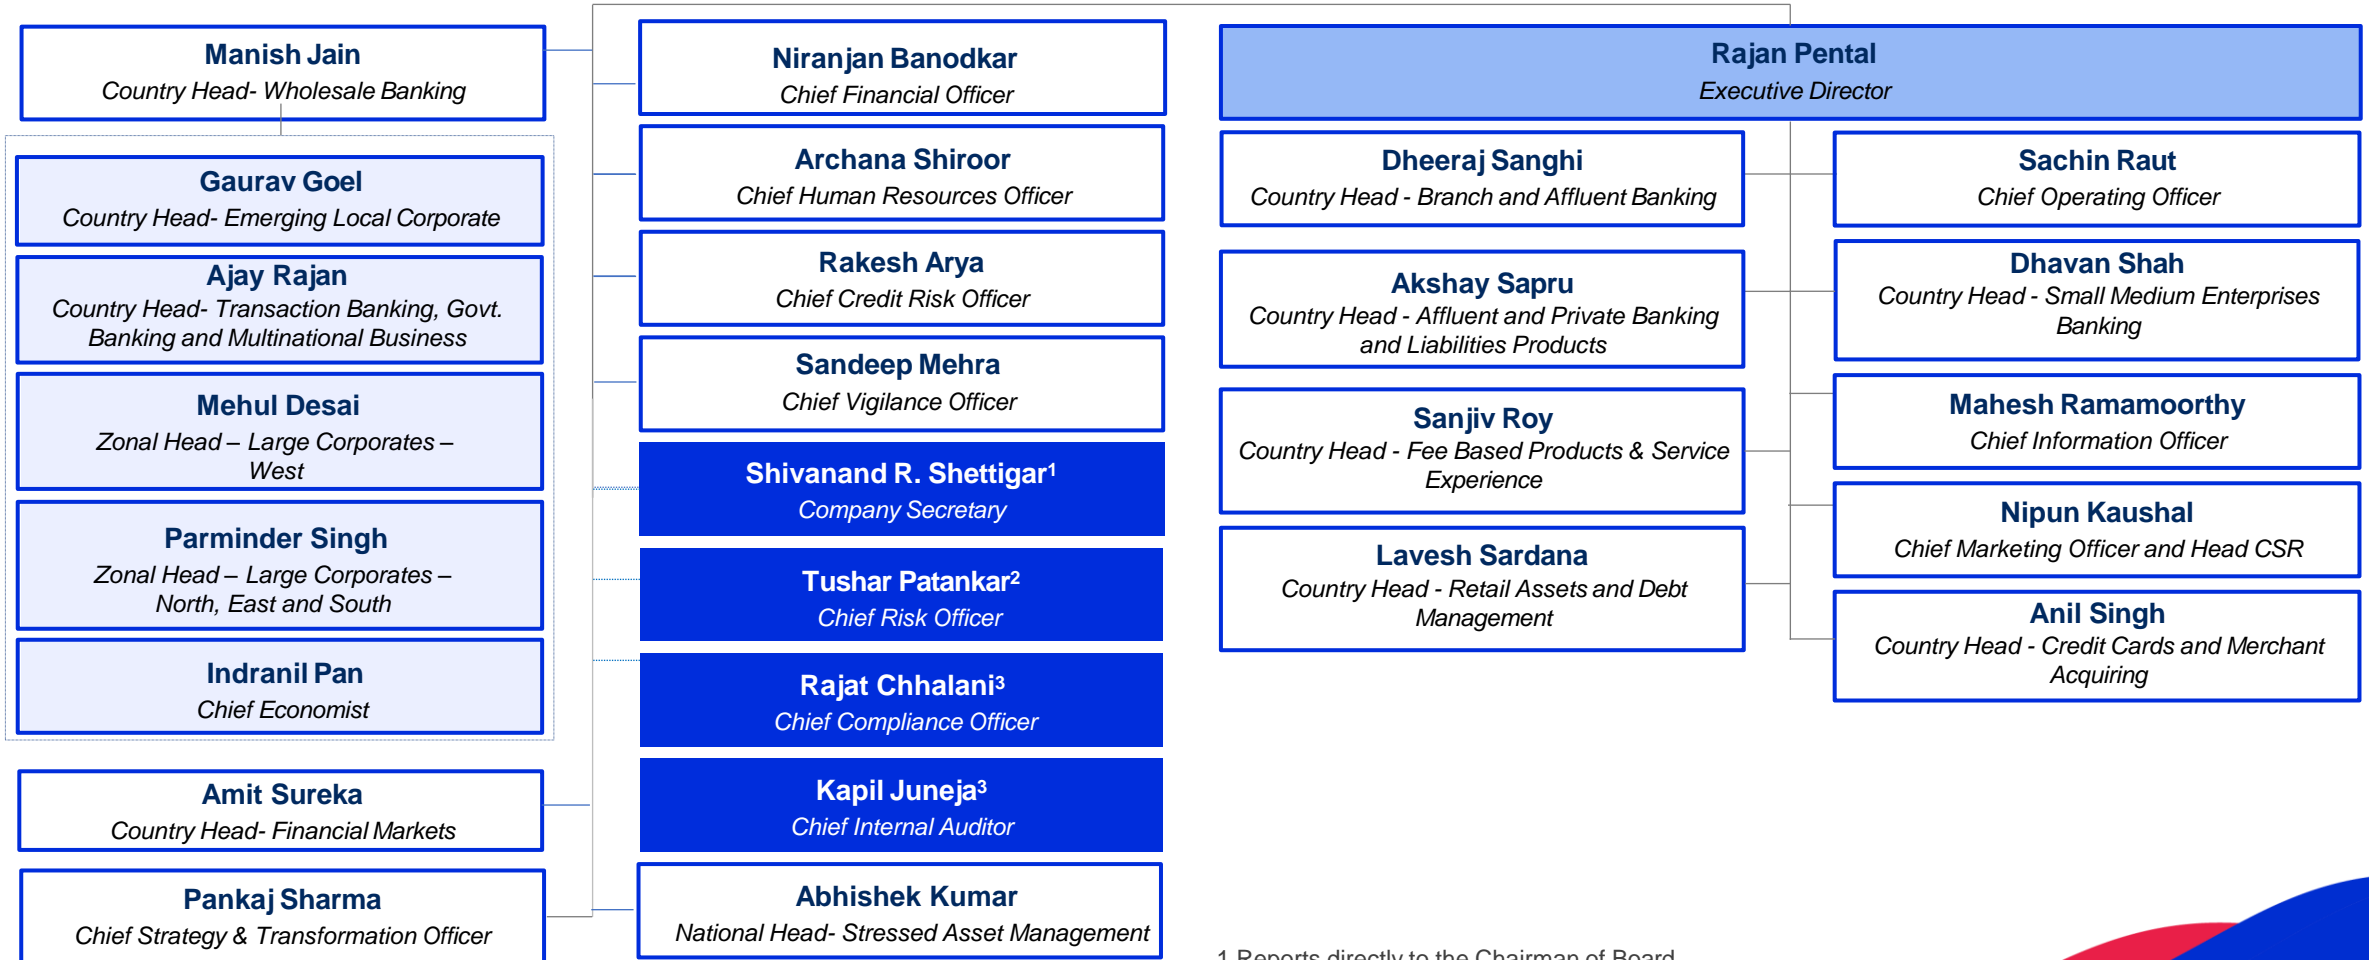 Manish Jain
Country Head- Wholesale Banking
Gaurav Goel
Country Head- Emerging Local Corporate
Ajay Rajan
Country Head- Transaction Banking, Govt.
Banking and Multinational Business
Mehul Desai
Zonal Head – Large Corporates –
West
Parminder Singh
Zonal Head – Large Corporates –
North, East and South
Indranil Pan
Chief Economist
Amit Sureka
Country Head- Financial Markets
Pankaj Sharma
Chief Strategy & Transformation Officer
Niranjan Banodkar
Chief Financial Officer
Archana Shiroor
Chief Human Resources Officer
Rakesh Arya
Chief Credit Risk Officer
Sandeep Mehra
Chief Vigilance Officer
Shivanand R. Shettigar1
Company Secretary
Tushar Patankar2
Chief Risk Officer
Rajat Chhalani3
Chief Compliance Officer
Kapil Juneja3
Chief Internal Auditor
Abhishek Kumar
National Head- Stressed Asset Management
Rajan Pental
Executive Director
Dheeraj Sanghi
Country Head - Branch and Affluent Banking
Akshay Sapru
Country Head - Affluent and Private Banking
and Liabilities Products
Sanjiv Roy
Country Head - Fee Based Products & Service
Experience
Lavesh Sardana
Country Head - Retail Assets and Debt
Management
Sachin Raut
Chief Operating Officer
Dhavan Shah
Country Head - Small Medium Enterprises
Banking
Mahesh Ramamoorthy
Chief Information Officer
Nipun Kaushal
Chief Marketing Officer and Head CSR
Anil Singh
Country Head - Credit Cards and Merchant
Acquiring
1 Reports directly to the Chairman of Board